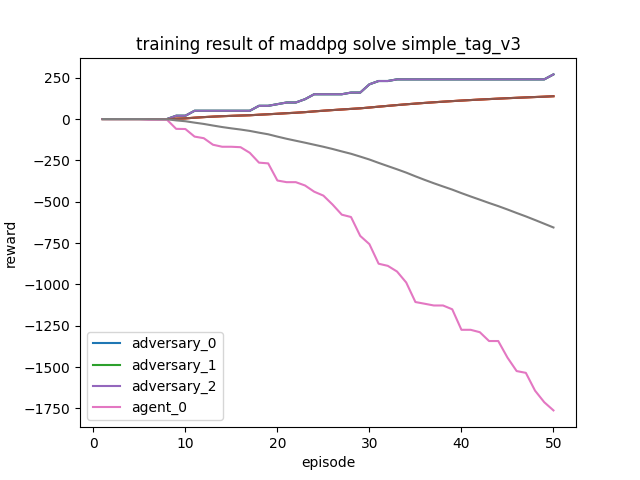 training result of maddpg solve simple_tag_v3
250
0
−250
−500
−750
−1000
−1250
−1500
−1750
reward
adversary_0
adversary_1
adversary_2
agent_0
0 10 20 30 40 50
episode